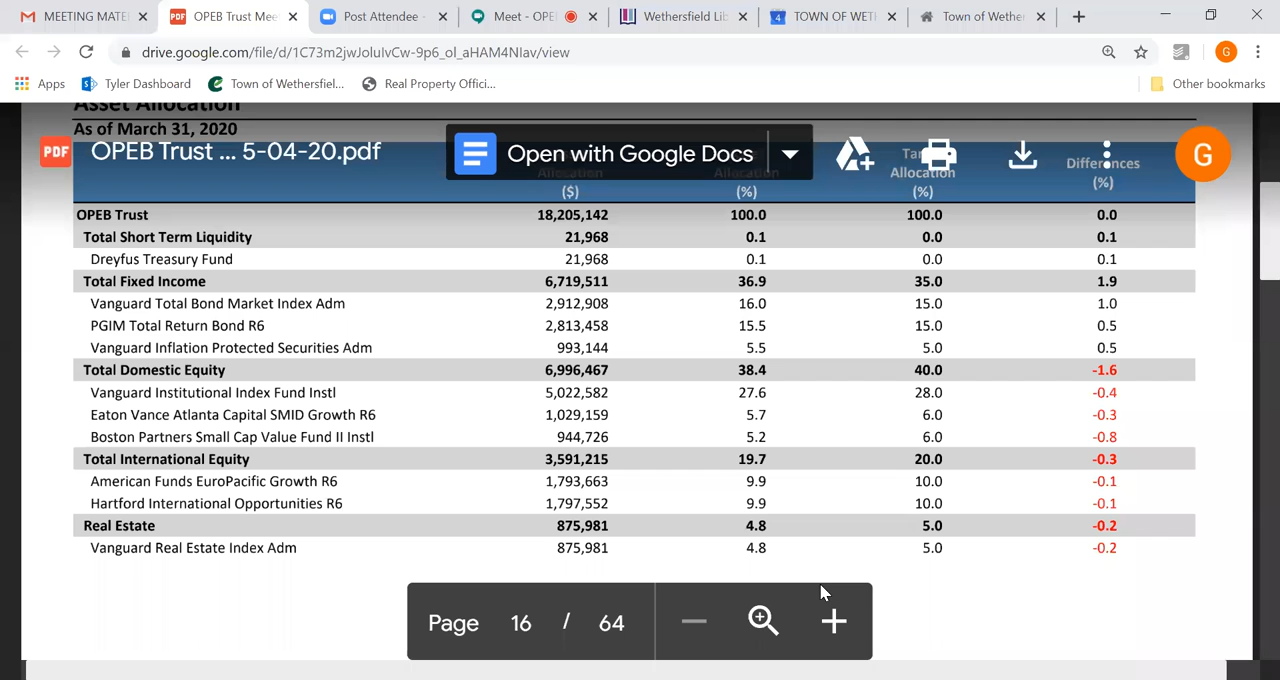 MEETING MATE
OPEB Trust Mee
Post Attendee -
Meet - OPE
Wethersfield Lib
TOWN OF WET
Town of Wether
drive.google.com/file/d/1C73m2jwJoluIvCw-9p6_ol_aHAM4NIav/view
G
Apps
Tyler Dashboard
Town of Wethersfiel...
Real Property Offici...
Other bookmarks
Asset Allocation
As of March 31, 2020
PDF OPEB Trust ... 5-04-20.pdf
Open with Google Docs
G
Allocation ($) Allocation (%) Allocation (%) Differences (%)
OPEB Trust 18,205,142 100.0 100.0 0.0
Total Short Term Liquidity 21,968 0.1 0.0 0.1
Dreyfus Treasury Fund 21,968 0.1 0.0 0.1
Total Fixed Income 6,719,511 36.9 35.0 1.9
Vanguard Total Bond Market Index Adm 2,912,908 16.0 15.0 1.0
PGIM Total Return Bond R6 2,813,458 15.5 15.0 0.5
Vanguard Inflation Protected Securities Adm 993,144 5.5 5.0 0.5
Total Domestic Equity 6,996,467 38.4 40.0 -1.6
Vanguard Institutional Index Fund Instl 5,022,582 27.6 28.0 -0.4
Eaton Vance Atlanta Capital SMID Growth R6 1,029,159 5.7 6.0 -0.3
Boston Partners Small Cap Value Fund II Instl 944,726 5.2 6.0 -0.8
Total International Equity 3,591,215 19.7 20.0 -0.3
American Funds EuroPacific Growth R6 1,793,663 9.9 10.0 -0.1
Hartford International Opportunities R6 1,797,552 9.9 10.0 -0.1
Real Estate 875,981 4.8 5.0 -0.2
Vanguard Real Estate Index Adm 875,981 4.8 5.0 -0.2
Page 16 / 64